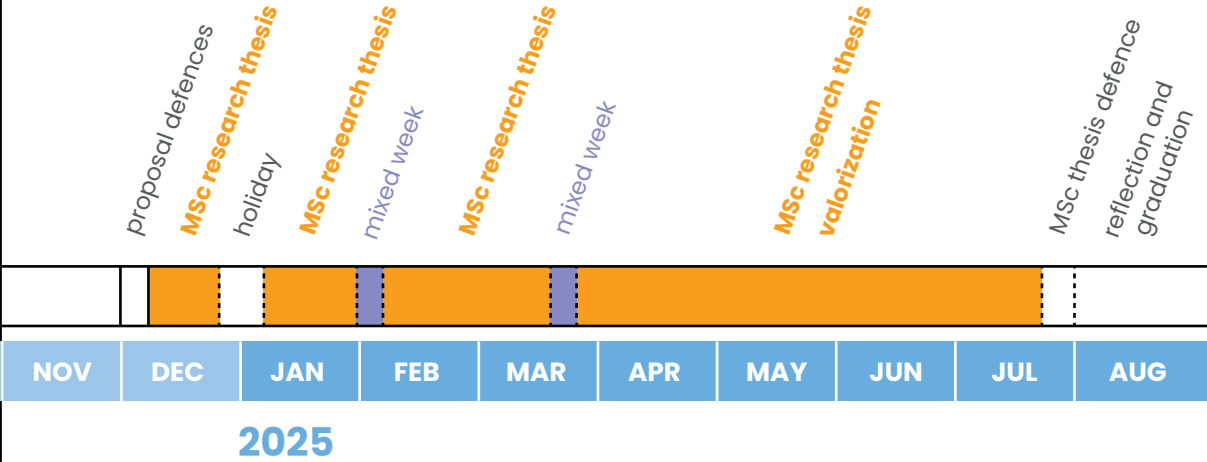 proposal defences
MSc research thesis
holiday
MSc research thesis
mixed week
MSc research thesis
mixed week
MSc research thesis
valorization
MSc thesis defence
reflection and
graduation
NOV DEC JAN FEB MAR APR MAY JUN JUL AUG
2025